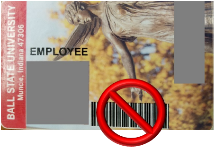 BALL STATE UNIVERSITY
Muncie, Indiana 47306
EMPLOYEE